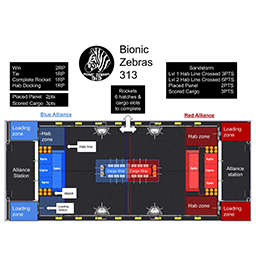 Bionic
Zebras
313
Win 2RP
Tie 1RP
Complete Rocket 1RP
Hab Docking 1RP
Placed Panel 2pts
Scored Cargo 3pts
Rockets
6 hatches &
cargo slots
to complete
Sandstorm
Lvl 1 Hab Line Crossed 3PTS
Lvl 2 Hab Line Crossed 6PTS
Placed Panel 2PTS
Scored Cargo 3PTS
Blue Alliance
Red Alliance
Loading
zone
Hab
zone
Hab line
Hab zone
Loading
zone
Alliance
Station
Cargo Ship
Cargo Ship
Alliance
station
depot
Loading
zone
Loading
Station
Hab zone
Loading
zone